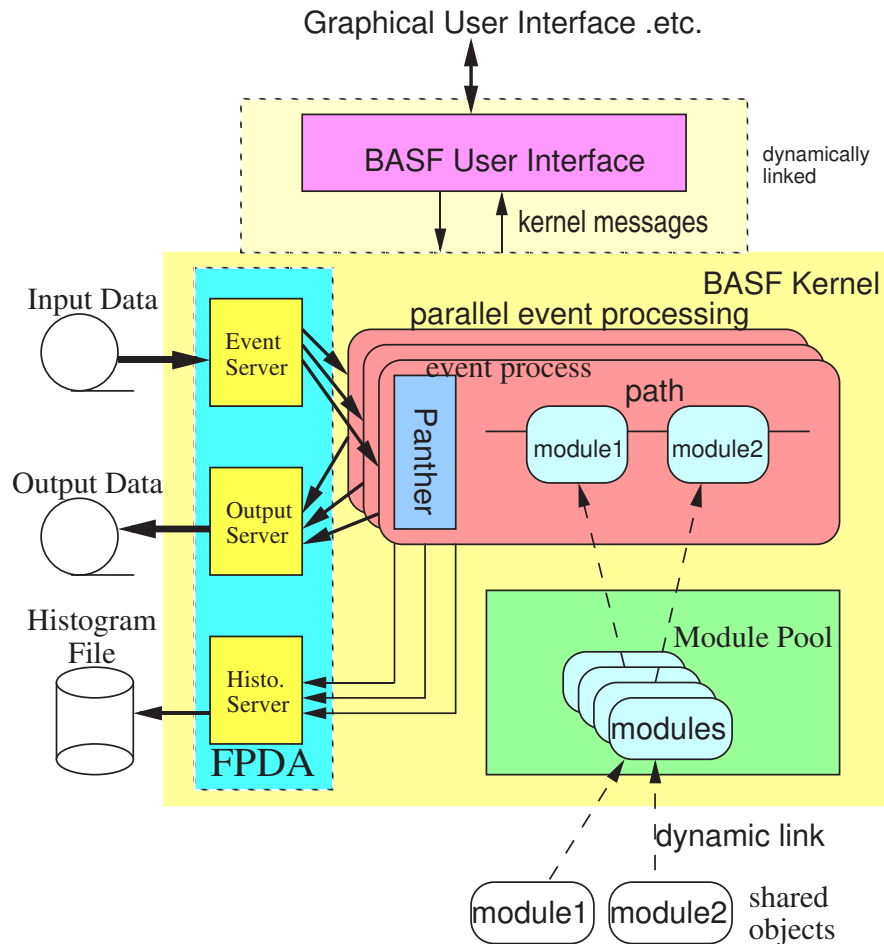 Graphical User Interface .etc.
BASF User Interface
dynamically
linked
kernel messages
BASF Kernel
Input Data
Event
Server
parallel event processing
event process
path
Panther
module1
module2
Output Data
Output
Server
Histogram
File
Histo.
Server
FPDA
Module Pool
modules
dynamic link
module1
module2
shared
objects